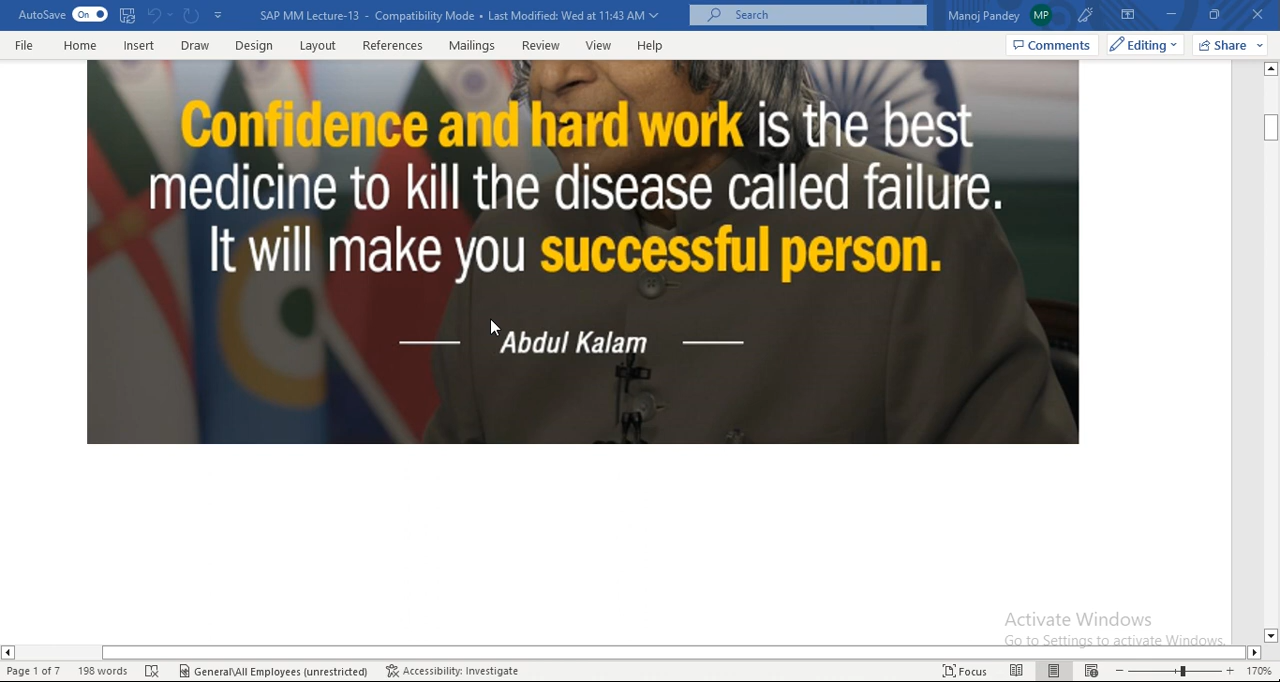 AutoSave On SAP MM Lecture-13 - Compatibility Mode • Last Modified: Wed at 11:43 AM Search Manoj Pandey MP
File Home Insert Draw Design Layout References Mailings Review View Help Comments Editing Share
Confidence and hard work is the best
medicine to kill the disease called failure.
It will make you successful person.
Abdul Kalam
Activate Windows
Go to Settings to activate Windows.
Page 1 of 7 198 words General\All Employees (unrestricted) Accessibility: Investigate Focus 170%